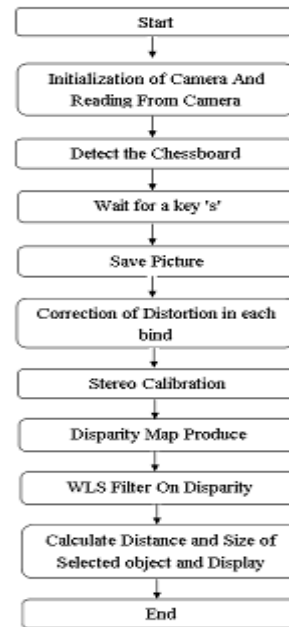 Start
Initialization of Camera And
Reading From Camera
Detect the Chessboard
Wait for a key 's'
Save Picture
Correction of Distortion in each
bind
Stereo Calibration
Disparity Map Produce
WLS Filter On Disparity
Calculate Distance and Size of
Selected object and Display
End